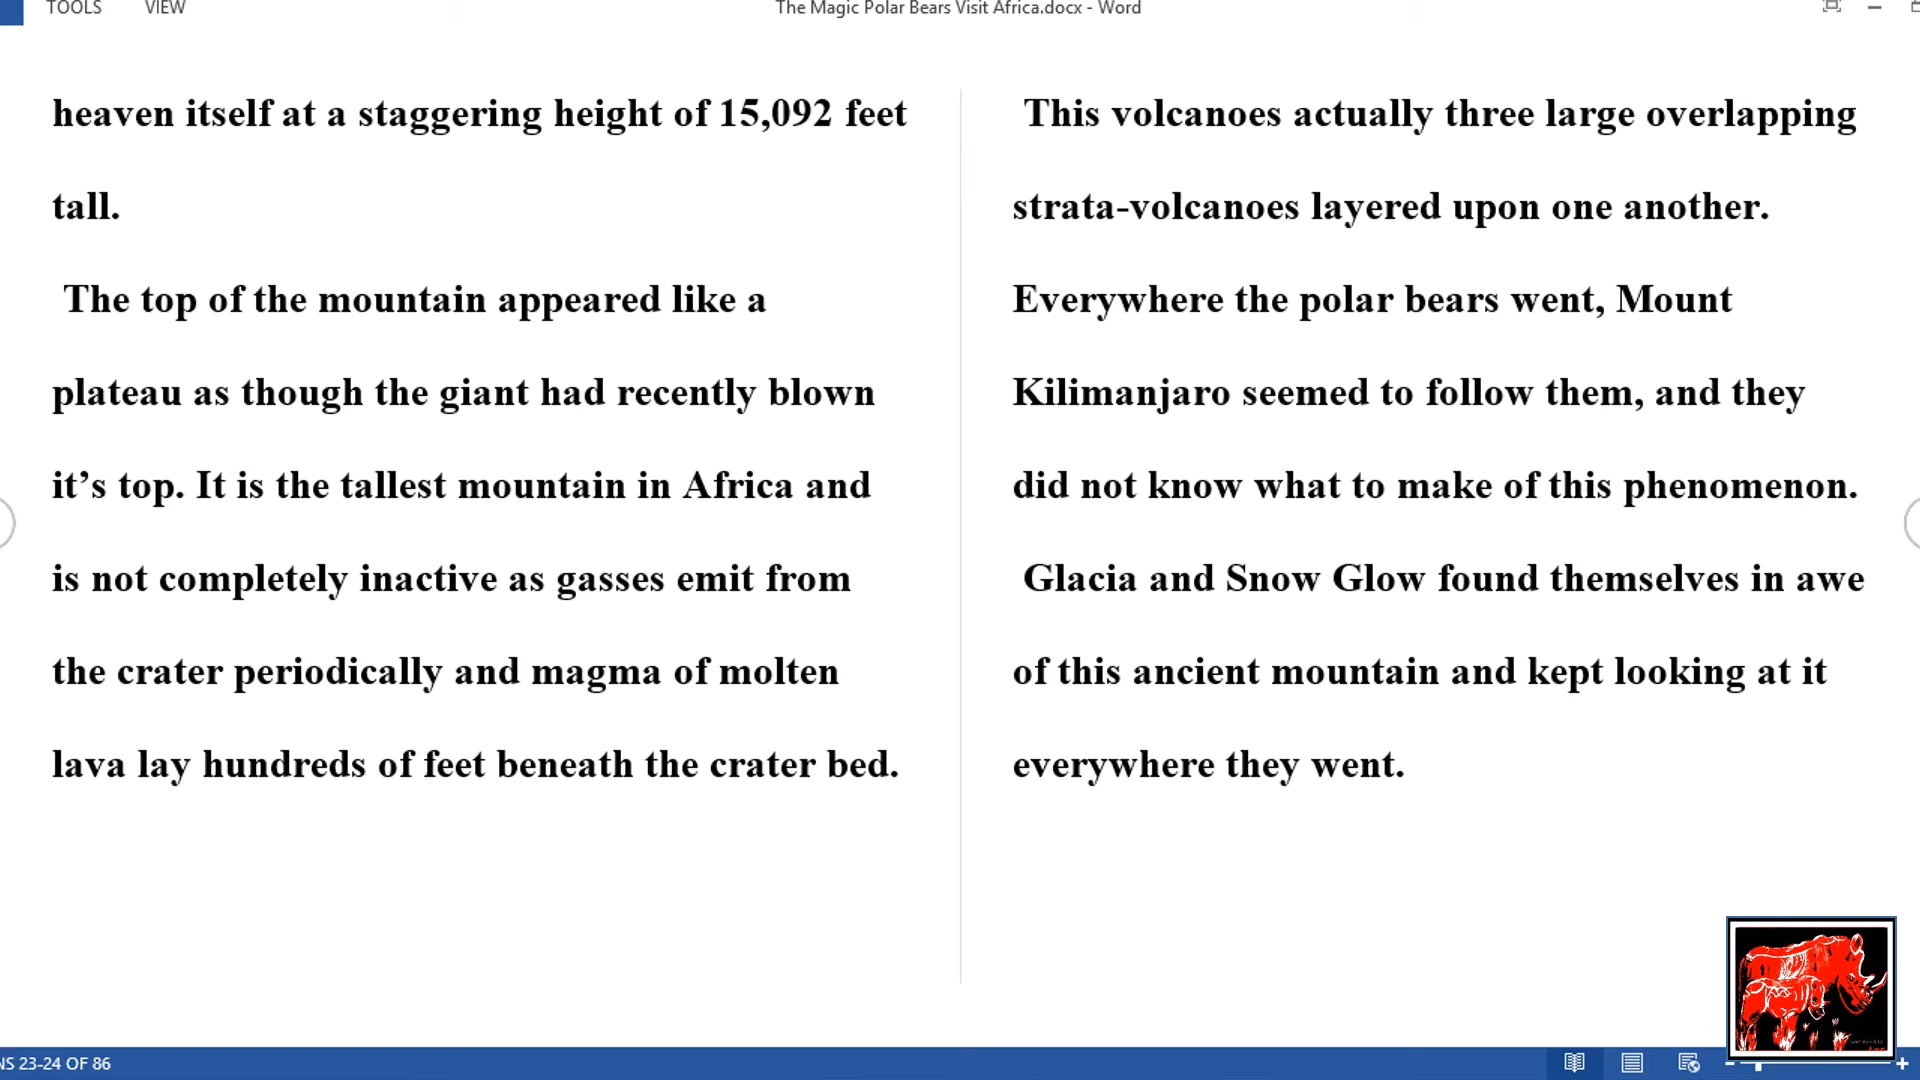 TOOLS VIEW The Magic Polar Bears Visit Africa.docx - Word
heaven itself at a staggering height of 15,092 feet
tall.
The top of the mountain appeared like a
plateau as though the giant had recently blown
it’s top. It is the tallest mountain in Africa and
is not completely inactive as gasses emit from
the crater periodically and magma of molten
lava lay hundreds of feet beneath the crater bed.
This volcanoes actually three large overlapping
strata-volcanoes layered upon one another.
Everywhere the polar bears went, Mount
Kilimanjaro seemed to follow them, and they
did not know what to make of this phenomenon.
Glacia and Snow Glow found themselves in awe
of this ancient mountain and kept looking at it
everywhere they went.
NS 23-24 OF 86